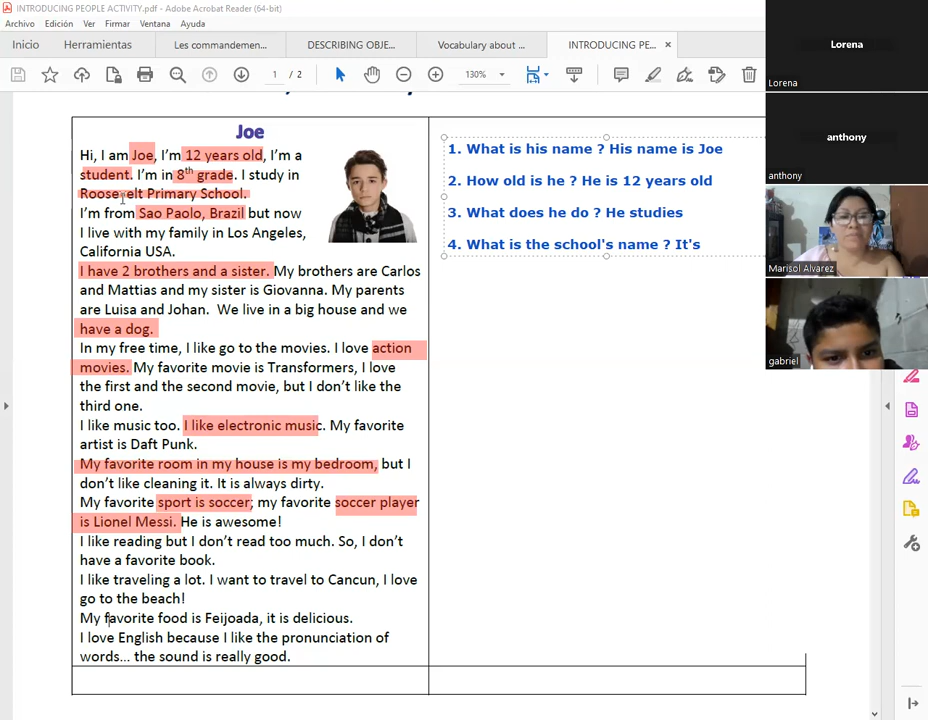 INTRODUCING PEOPLE ACTIVITY.pdf - Adobe Acrobat Reader (64-bit)
Archivo Edición Ver Firmar Ventana Ayuda
Inicio Herramientas Les commandemen... DESCRIBING OBJE... Vocabulary about ... INTRODUCING PE... ×
1 / 2 130%
Joe
Hi, I am Joe, I’m 12 years old, I’m a
student. I’m in 8th grade. I study in
Roosevelt Primary School.
I’m from Sao Paolo, Brazil but now
I live with my family in Los Angeles,
California USA.
I have 2 brothers and a sister. My brothers are Carlos
and Mattias and my sister is Giovanna. My parents
are Luisa and Johan. We live in a big house and we
have a dog.
In my free time, I like go to the movies. I love action
movies. My favorite movie is Transformers, I love
the first and the second movie, but I don’t like the
third one.
I like music too. I like electronic music. My favorite
artist is Daft Punk.
My favorite room in my house is my bedroom, but I
don’t like cleaning it. It is always dirty.
My favorite sport is soccer, my favorite soccer player
is Lionel Messi. He is awesome!
I like reading but I don’t read too much. So, I don’t
have a favorite book.
I like traveling a lot. I want to travel to Cancun, I love
go to the beach!
My favorite food is Feijoada, it is delicious.
I love English because I like the pronunciation of
words... the sound is really good.
1. What is his name ? His name is Joe
2. How old is he ? He is 12 years old
3. What does he do ? He studies
4. What is the school's name ? It's
Lorena
Lorena
anthony
anthony
Marisol Alvarez
gabriel